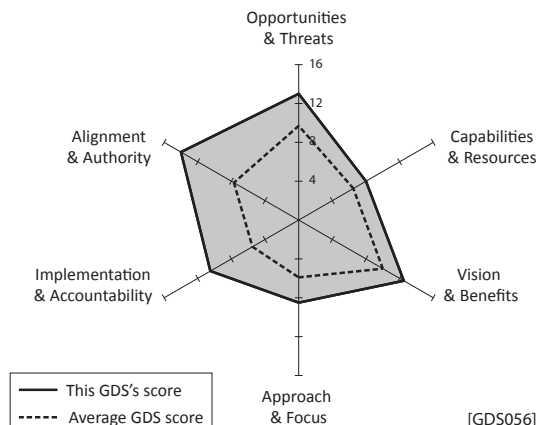 Opportunities
& Threats
16
12
8
4
Alignment
& Authority
Capabilities
& Resources
Implementation
& Accountability
Vision
& Benefits
Approach
& Focus
This GDS's score
Average GDS score
[GDS056]